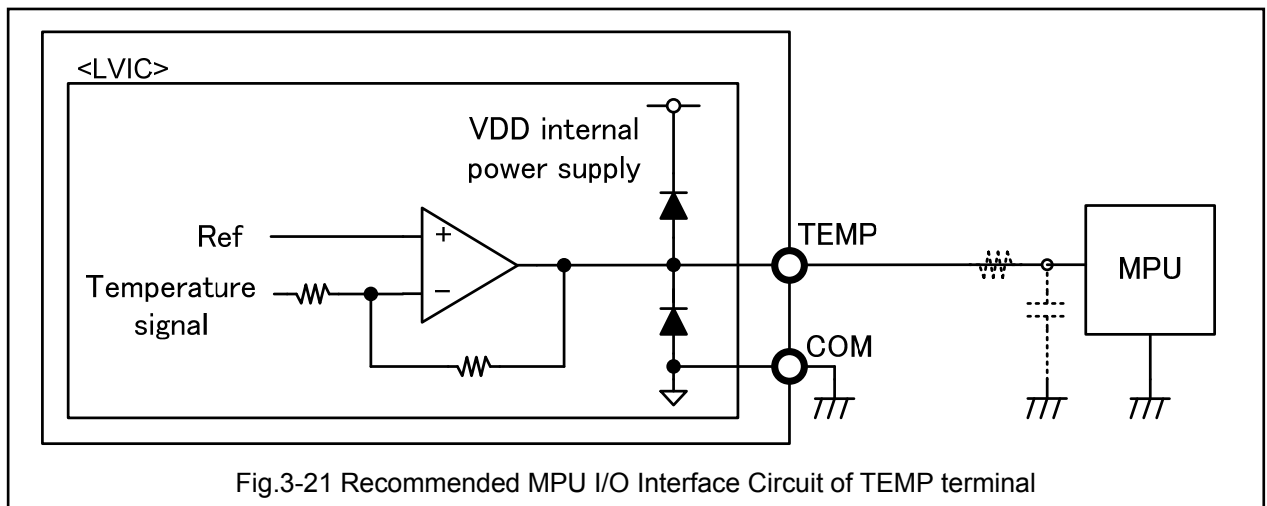 <LVIC>
VDD internal
power supply
Ref
+
Temperature
signal
−
TEMP
MPU
COM
Fig.3-21 Recommended MPU I/O Interface Circuit of TEMP terminal